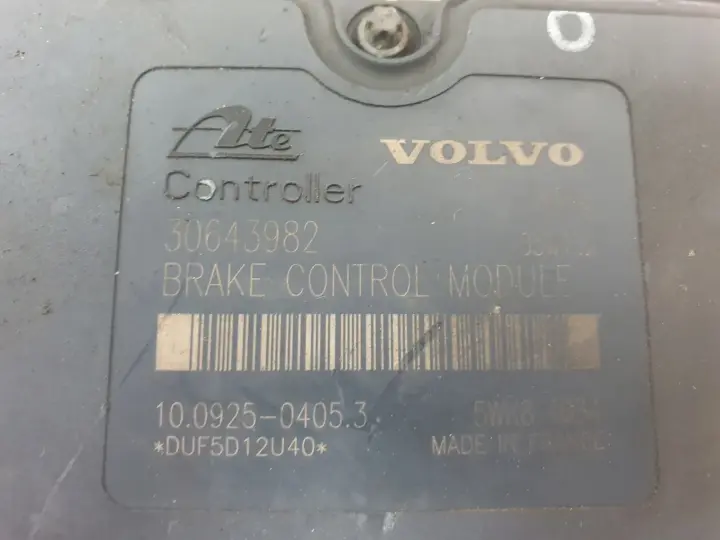 Ate VOLVO
Controller
30643982
BRAKE CONTROL MODULE
10.0925-0405.3
*DUF5D12U40* MADE IN FRANCE